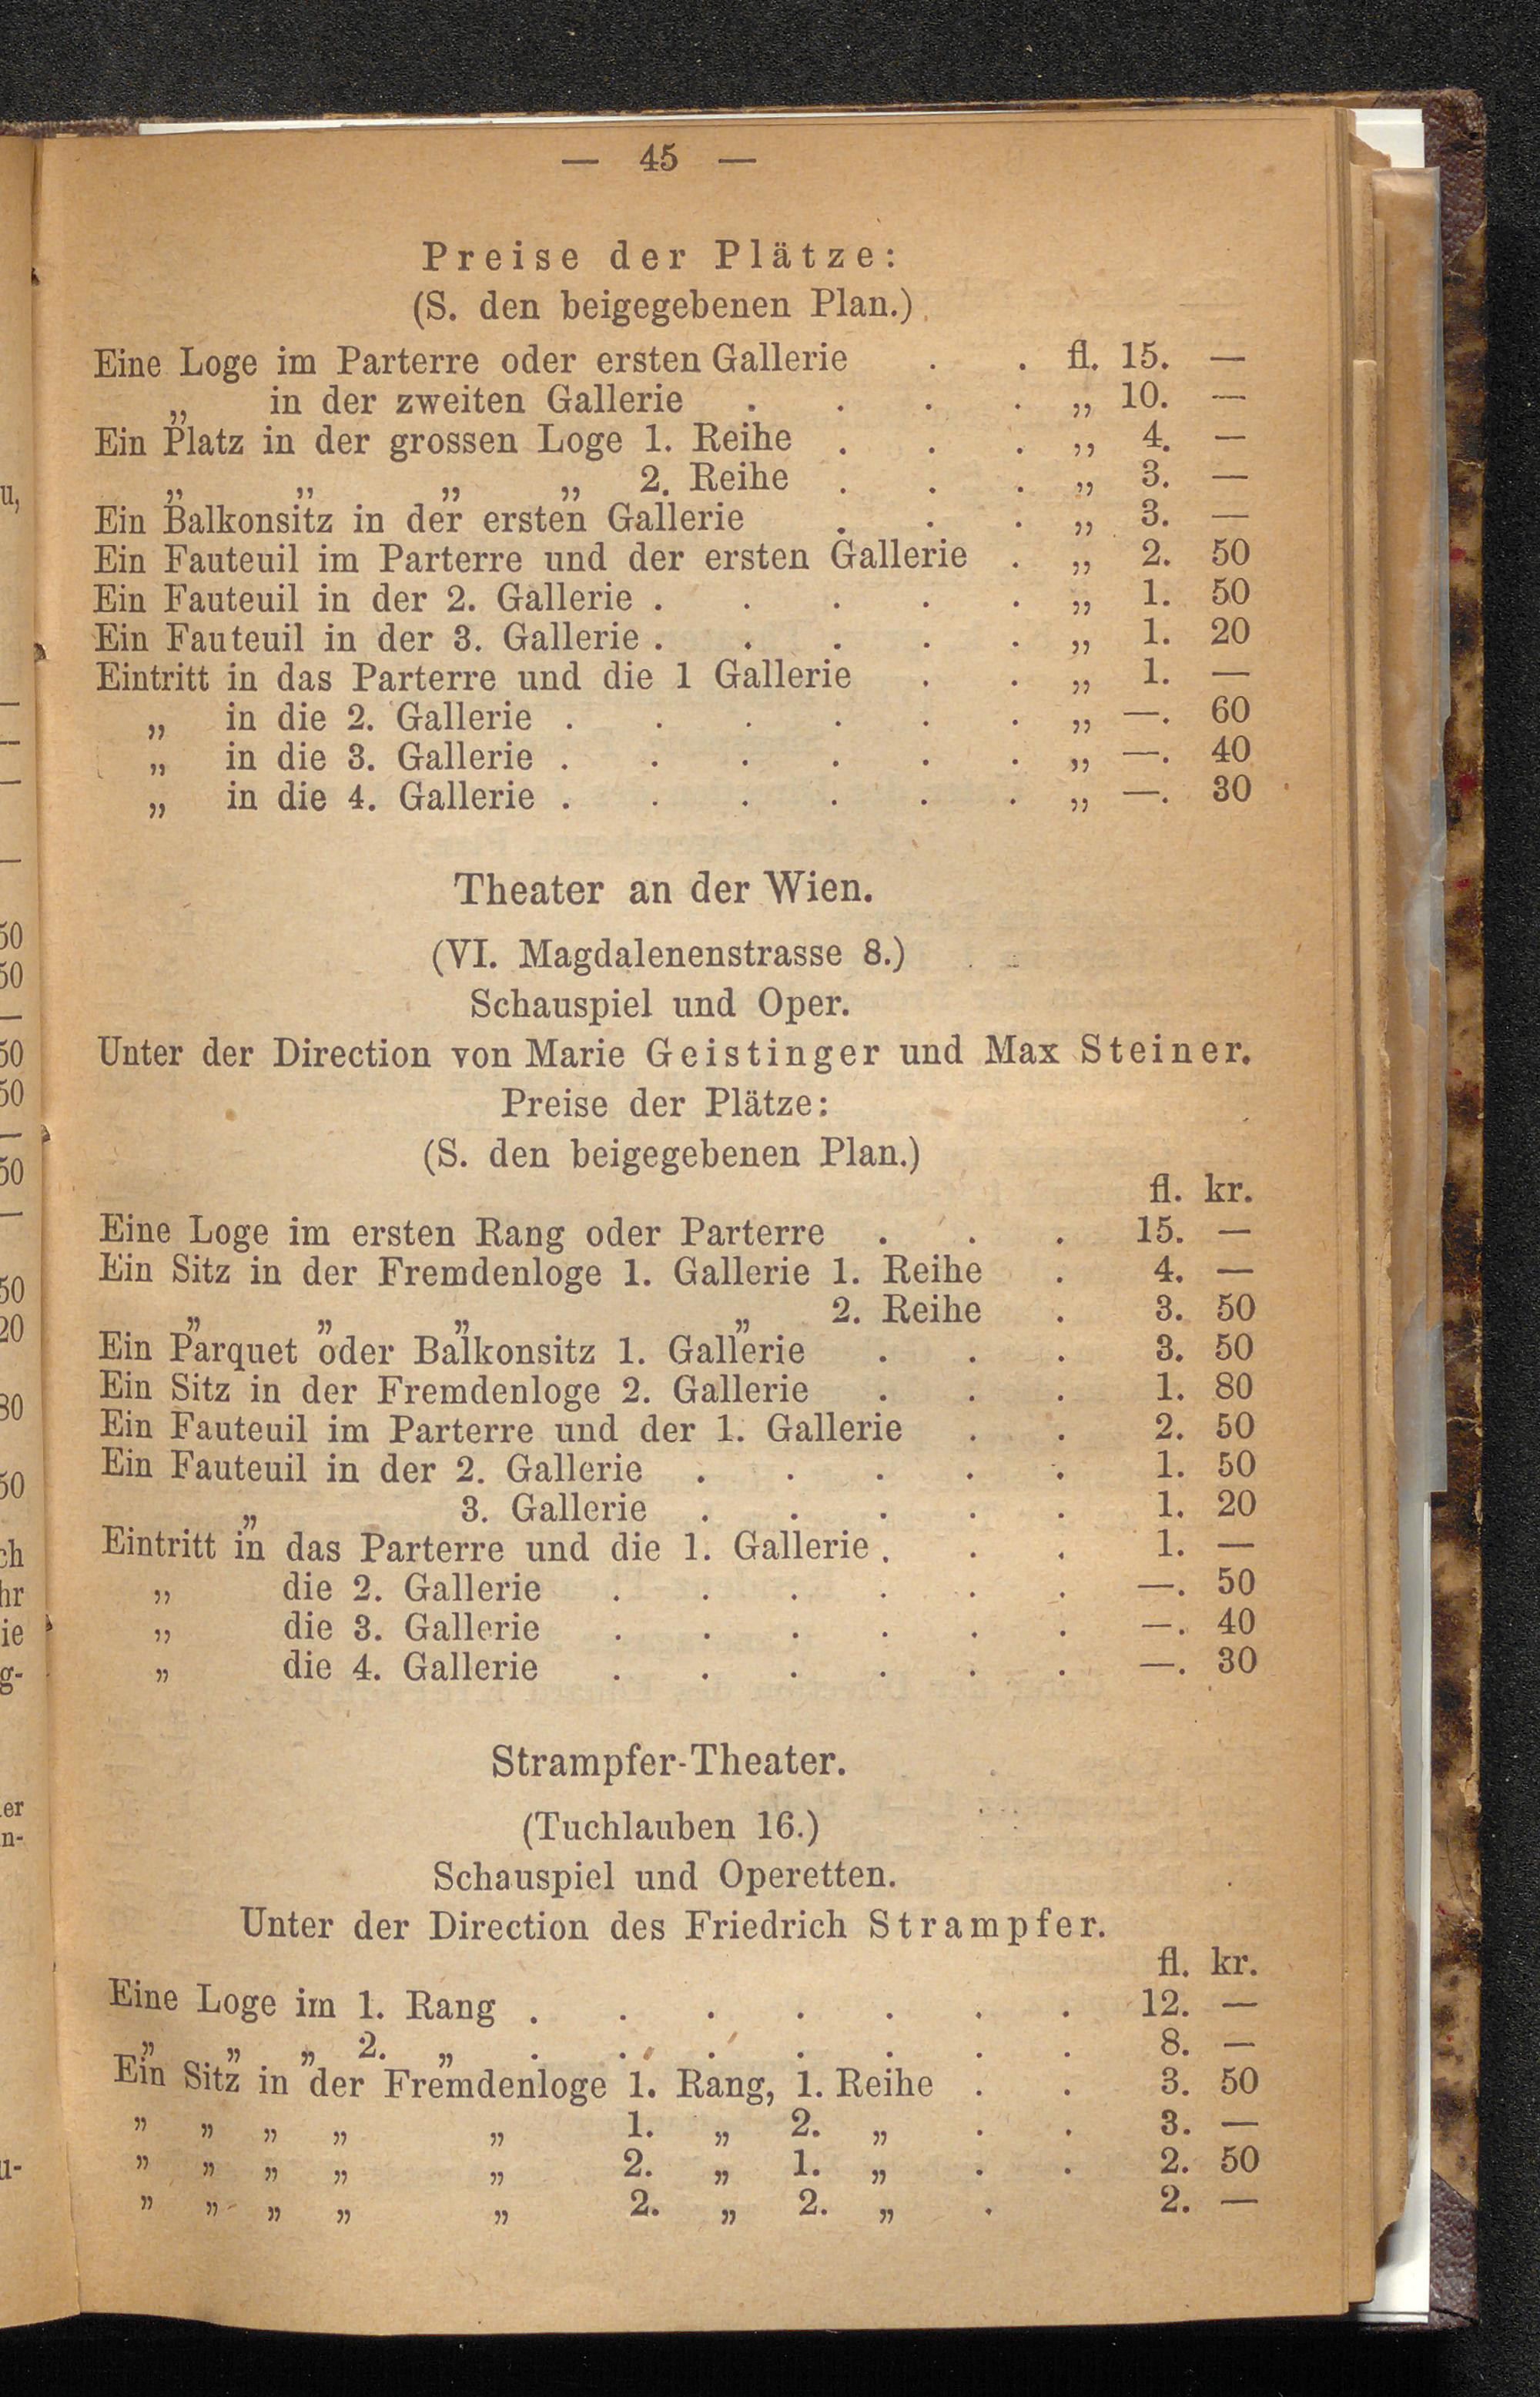 — 45 —
Preise der Plätze:
(S. den beigegebenen Plan.)
Eine Loge im Parterre oder ersten Gallerie . . fl. 15. —
„ in der zweiten Gallerie . . . . „ 10. —
Ein Platz in der grossen Loge 1. Reihe . . . „ 4. —
„ „ „ „ 2. Reihe . . . „ 3. —
Ein Balkonsitz in der ersten Gallerie . . . „ 3. —
Ein Fauteuil im Parterre und der ersten Gallerie . „ 2. 50
Ein Fauteuil in der 2. Gallerie . . . . . „ 1. 50
Ein Fauteuil in der 3. Gallerie . . . . . „ 1. 20
Eintritt in das Parterre und die 1 Gallerie . . „ 1. —
„ in die 2. Gallerie . . . . . . „ —. 60
„ in die 3. Gallerie . . . . . . „ —. 40
„ in die 4. Gallerie . . . . . . „ —. 30
Theater an der Wien.
(VI. Magdalenenstrasse 8.)
Schauspiel und Oper.
Unter der Direction von Marie Geistinger und Max Steiner.
Preise der Plätze:
(S. den beigegebenen Plan.)
fl. kr.
Eine Loge im ersten Rang oder Parterre . . . 15. —
Ein Sitz in der Fremdenloge 1. Gallerie 1. Reihe . 4. —
„ „ „ „ 2. Reihe . 3. 50
Ein Parquet oder Balkonsitz 1. Gallerie . . . 3. 50
Ein Sitz in der Fremdenloge 2. Gallerie . . . 1. 80
Ein Fauteuil im Parterre und der 1. Gallerie . . 2. 50
Ein Fauteuil in der 2. Gallerie . . . . . 1. 50
„ 3. Gallerie . . . . . 1. 20
Eintritt in das Parterre und die 1. Gallerie . . . 1. —
„ die 2. Gallerie . . . . . . —. 50
„ die 3. Gallerie . . . . . . —. 40
„ die 4. Gallerie . . . . . . —. 30
Strampfer-Theater.
(Tuchlauben 16.)
Schauspiel und Operetten.
Unter der Direction des Friedrich Strampfer.
fl. kr.
Eine Loge im 1. Rang . . . . . . . 12. —
„ „ „ 2. „ . . . . . . . 8. —
Ein Sitz in der Fremdenloge 1. Rang, 1. Reihe . . 3. 50
„ „ „ „ „ 1. „ 2. „ . . 3. —
„ „ „ „ „ 2. „ 1. „ . . 2. 50
„ „ „ „ „ 2. „ 2. „ . 2. —